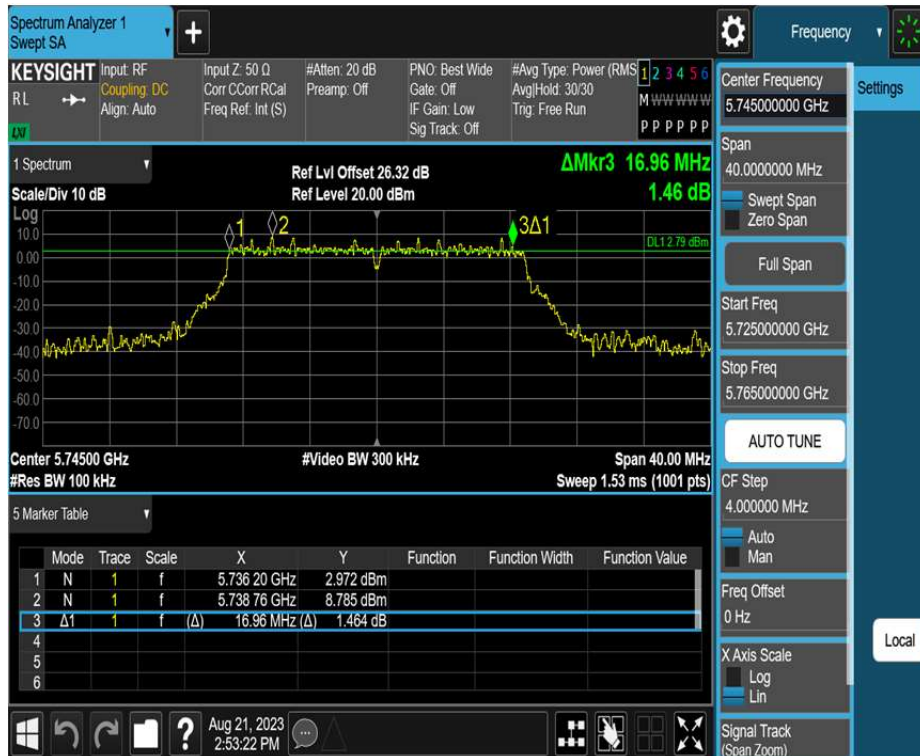 Spectrum Analyzer 1
Swept SA
+
Frequency
KEYSIGHT
RL
LXI
Input: RF
Coupling: DC
Align: Auto
Input Z: 50 Ω
Corr CCorr RCal
Freq Ref: Int (S)
#Atten: 20 dB
Preamp: Off
PNO: Best Wide
Gate: Off
IF Gain: Low
Sig Track: Off
#Avg Type: Power (RMS
Avg|Hold: 30/30
Trig: Free Run
1 2 3 4 5 6
M W W W W W
P P P P P P
1 Spectrum
Scale/Div 10 dB
Ref Lvl Offset 26.32 dB
Ref Level 20.00 dBm
ΔMkr3 16.96 MHz
1.46 dB
Log
10.0
0.00
-10.0
-20.0
-30.0
-40.0
-50.0
-60.0
-70.0
1
2
3Δ1
DL1 2.79 dBm
Center 5.74500 GHz
#Video BW 300 kHz
Span 40.00 MHz
#Res BW 100 kHz
Sweep 1.53 ms (1001 pts)
5 Marker Table
Mode Trace Scale X Y Function Function Width Function Value
1 N 1 f 5.736 20 GHz 2.972 dBm
2 N 1 f 5.738 76 GHz 8.785 dBm
3 Δ1 1 f (Δ) 16.96 MHz (Δ) 1.464 dB
4
5
6
?
Aug 21, 2023
2:53:22 PM
Center Frequency
5.745000000 GHz
Span
40.0000000 MHz
Swept Span
Zero Span
Full Span
Start Freq
5.725000000 GHz
Stop Freq
5.765000000 GHz
AUTO TUNE
CF Step
4.000000 MHz
Auto
Man
Freq Offset
0 Hz
X Axis Scale
Log
Lin
Signal Track
(Span Zoom)
Settings
Local